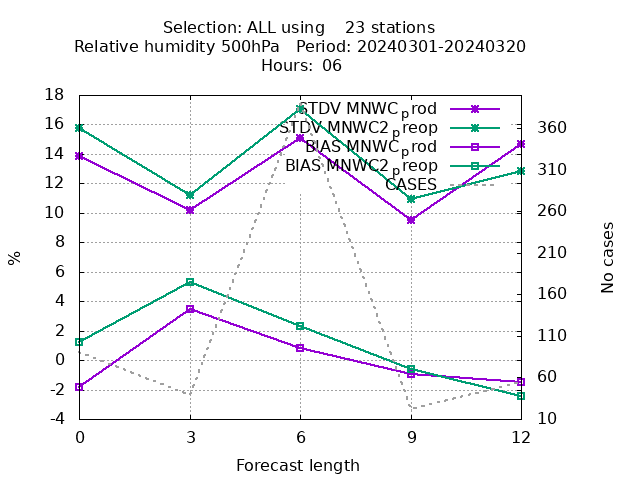 Selection: ALL using    23 stations
Relative humidity 500hPa   Period: 20240301-20240320
Hours: 06
STDV MNWC_prod
STDV MNWC2_preop
BIAS MNWC_prod
BIAS MNWC2_preop
CASES
18
16
14
12
10
8
6
4
2
0
-2
-4
%
360
310
260
210
160
110
60
10
No cases
0 3 6 9 12
Forecast length